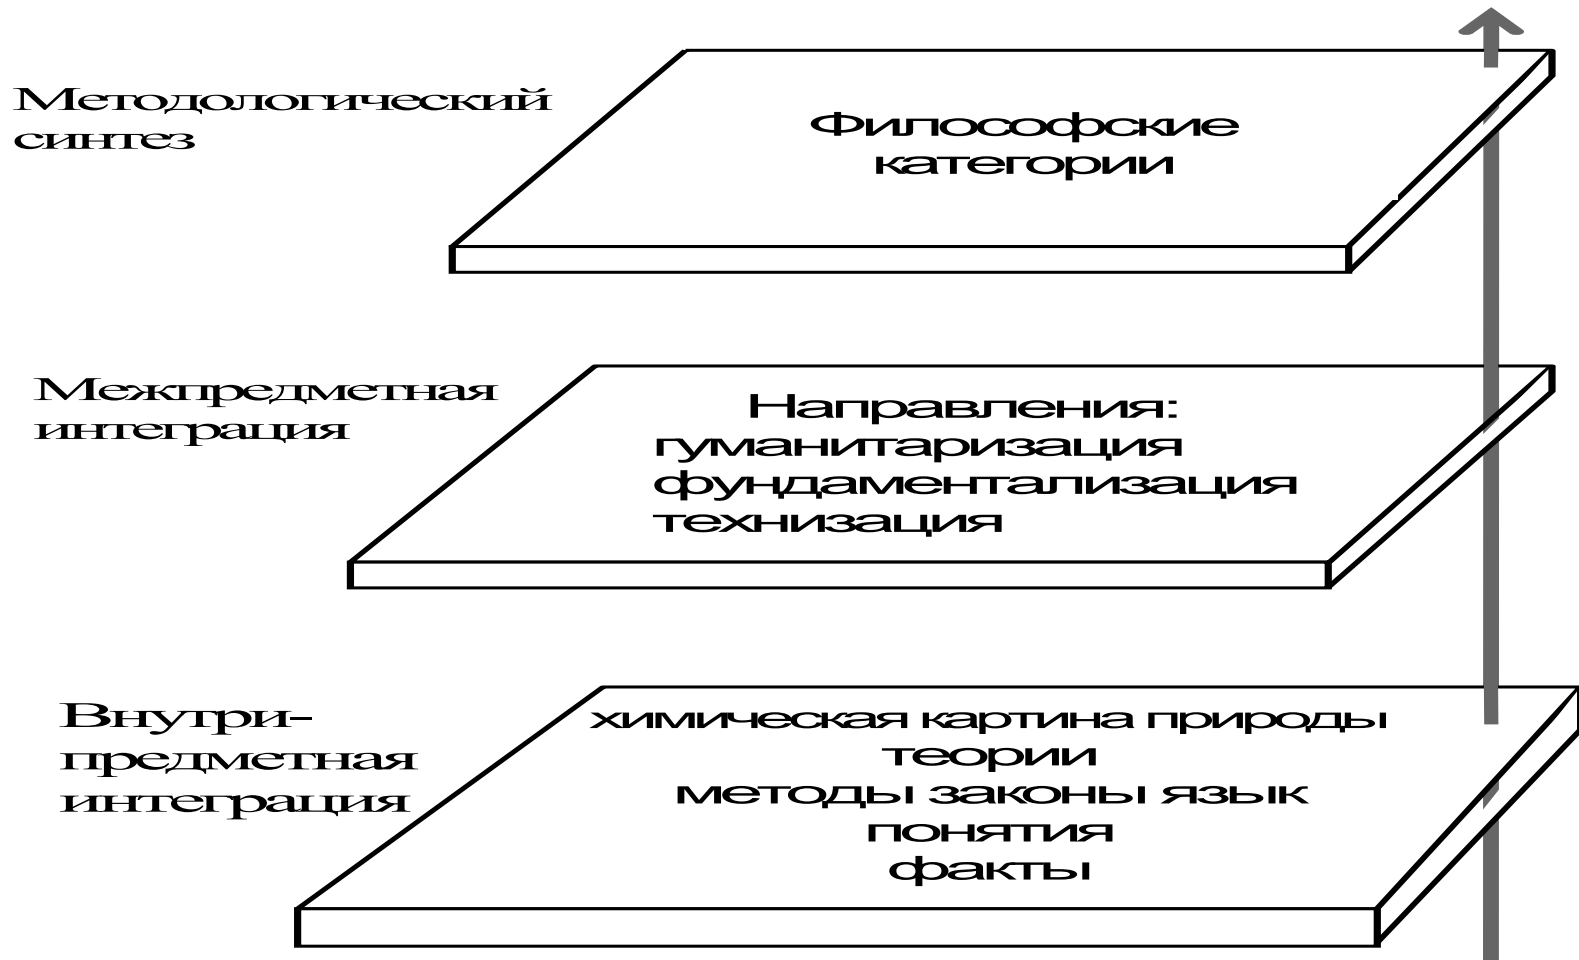 Методологический
синтез
Философские
категории
Межпредметная
интеграция
Направления:
гуманитаризация
фундаментализация
технизация
Внутри-
предметная
интеграция
химическая картина природы
теории
методы законы язык
понятия
факты